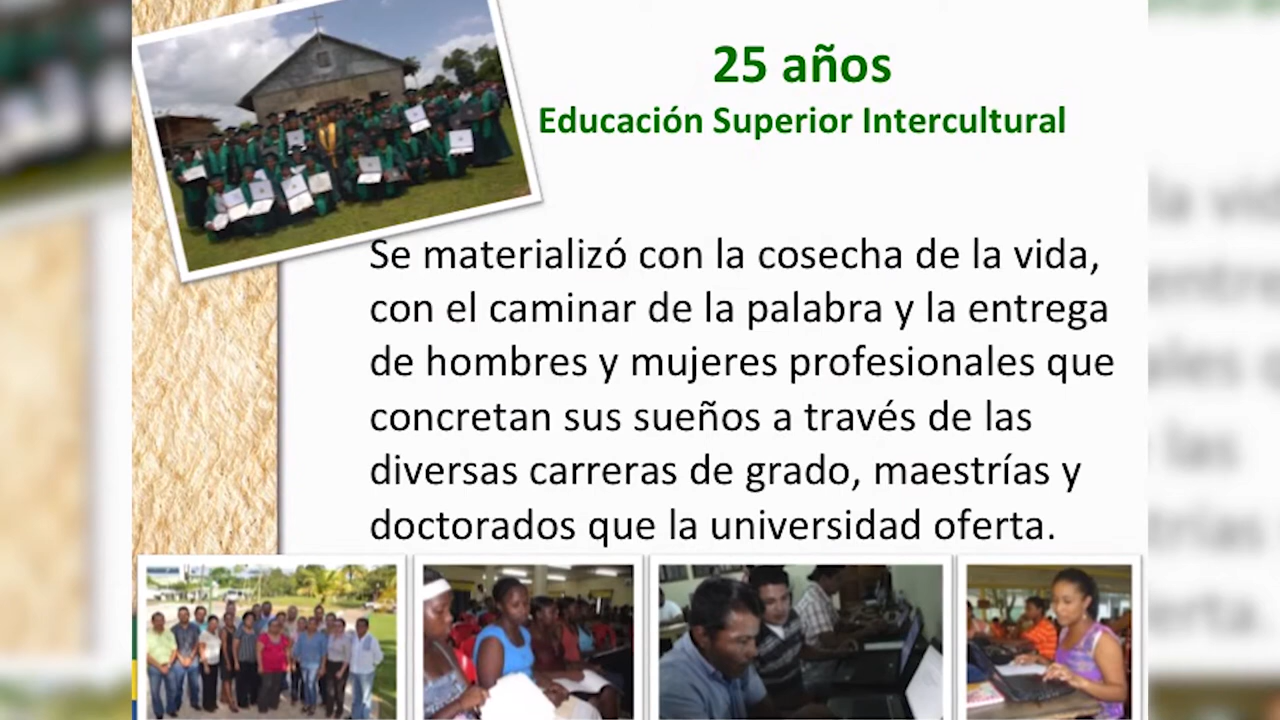 25 años
Educación Superior Intercultural
Se materializó con la cosecha de la vida,
con el caminar de la palabra y la entrega
de hombres y mujeres profesionales que
concretan sus sueños a través de las
diversas carreras de grado, maestrías y
doctorados que la universidad oferta.